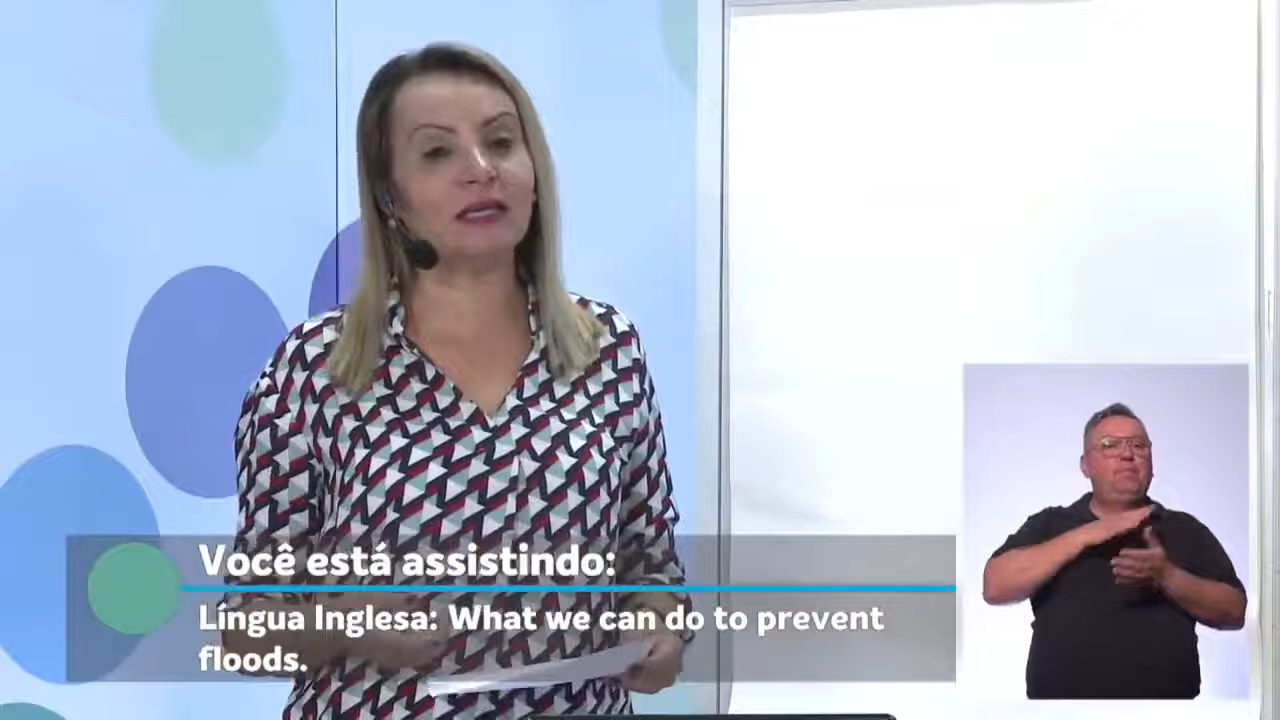 Você está assistindo:
Língua Inglesa: What we can do to prevent
floods.